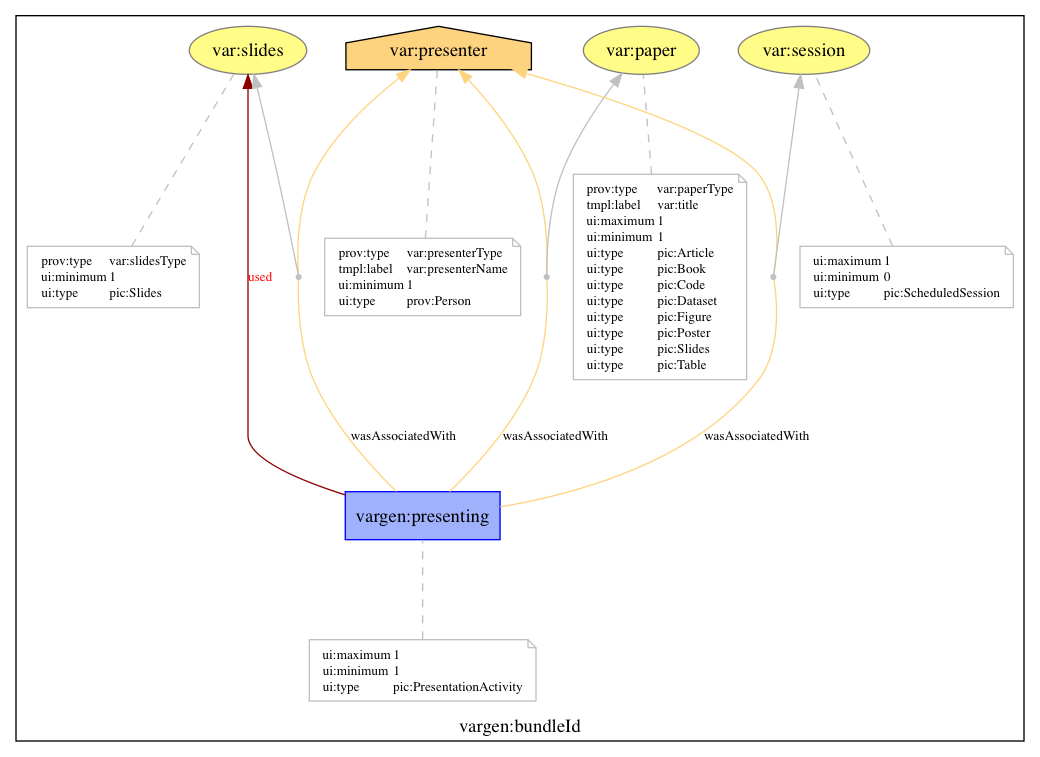 var:slides
var:presenter
var:paper
var:session
prov:type var:paperType
tmpl:label var:title
ui:maximum 1
ui:minimum 1
ui:type pic:Article
ui:type pic:Book
ui:type pic:Code
ui:type pic:Dataset
ui:type pic:Figure
ui:type pic:Poster
ui:type pic:Slides
ui:type pic:Table
prov:type var:slidesType
ui:minimum 1
ui:type pic:Slides
used
prov:type var:presenterType
tmpl:label var:presenterName
ui:minimum 1
ui:type prov:Person
ui:maximum 1
ui:minimum 0
ui:type pic:ScheduledSession
wasAssociatedWith
wasAssociatedWith
wasAssociatedWith
vargen:presenting
ui:maximum 1
ui:minimum 1
ui:type pic:PresentationActivity
vargen:bundleId